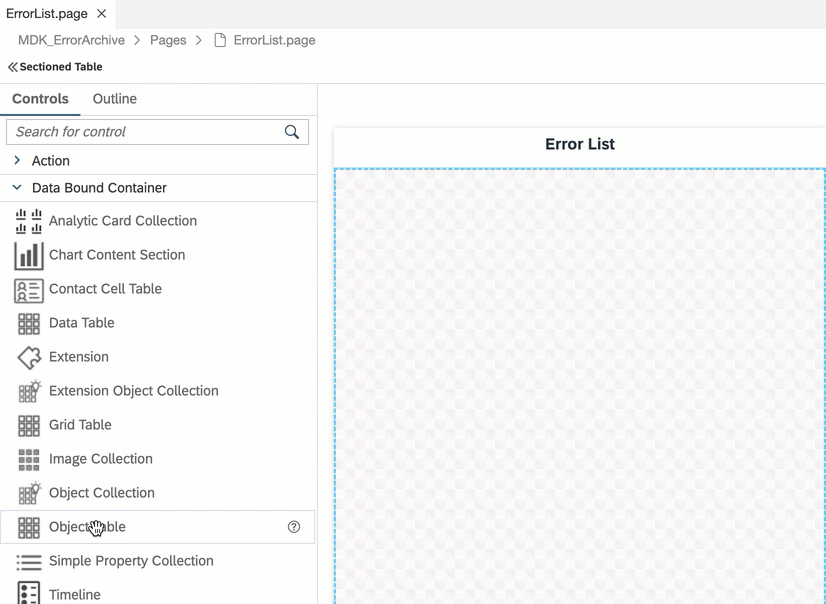 ErrorList.page
MDK_ErrorArchive > Pages > ErrorList.page
Sectioned Table
Controls Outline
Search for control
Action
Data Bound Container
Analytic Card Collection
Chart Content Section
Contact Cell Table
Data Table
Extension
Extension Object Collection
Grid Table
Image Collection
Object Collection
Object Table
Simple Property Collection
Timeline
Error List